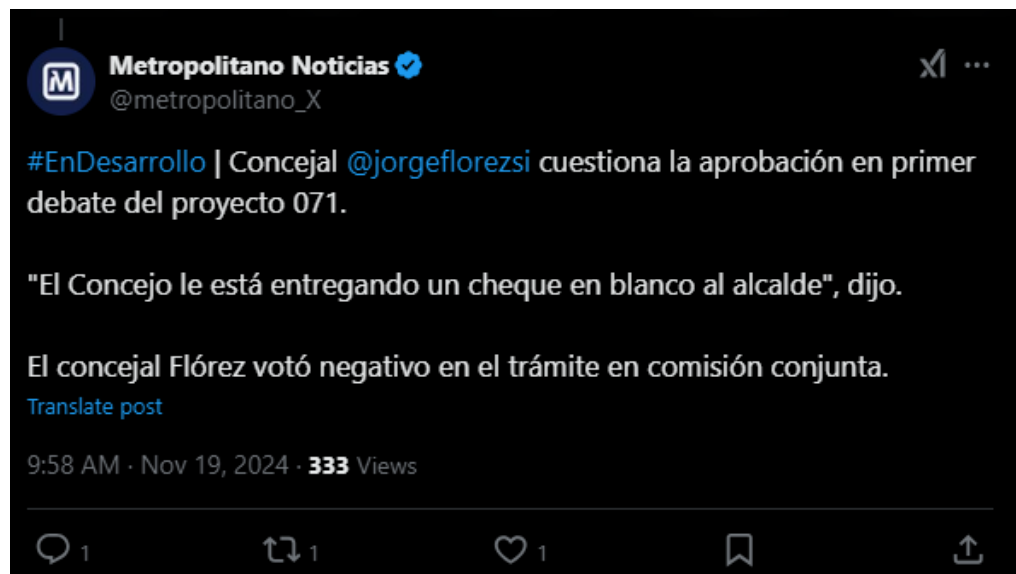 Metropolitano Noticias
@metropolitano_X
#EnDesarrollo | Concejal @jorgeflorezsi cuestiona la aprobación en primer
debate del proyecto 071.
"El Concejo le está entregando un cheque en blanco al alcalde", dijo.
El concejal Flórez votó negativo en el trámite en comisión conjunta.
Translate post
9:58 AM · Nov 19, 2024 · 333 Views
1 1 1